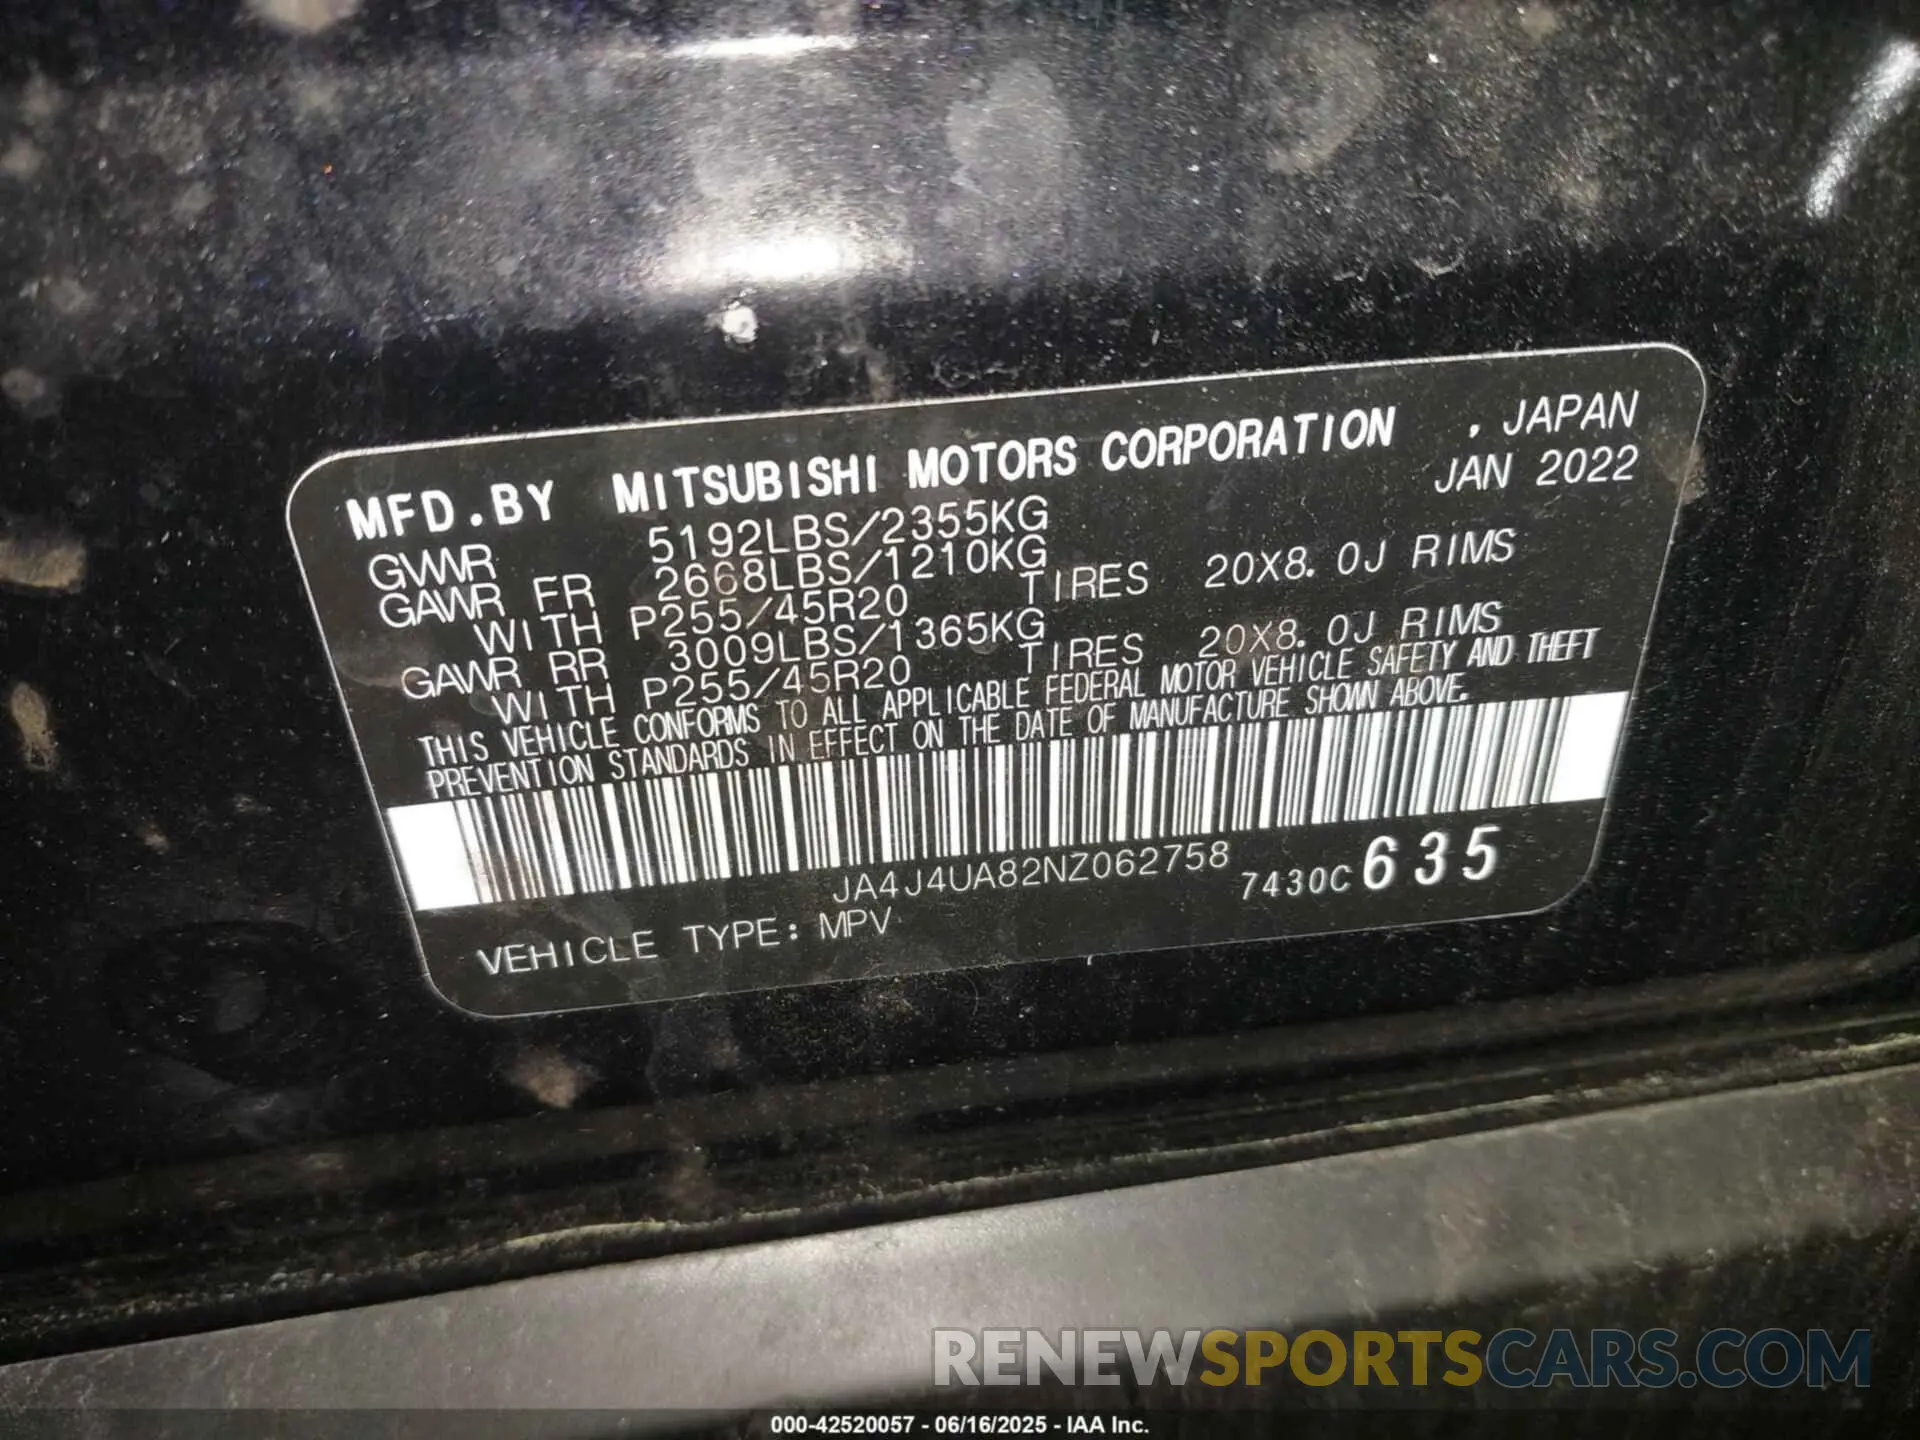 MFD.BY MITSUBISHI MOTORS CORPORATION , JAPAN
JAN 2022
GVWR 5192LBS/2355KG
GAWR FR 2668LBS/1210KG
WITH P255/45R20 TIRES 20X8.0J RIMS
GAWR RR 3009LBS/1365KG
WITH P255/45R20 TIRES 20X8.0J RIMS
THIS VEHICLE CONFORMS TO ALL APPLICABLE FEDERAL MOTOR VEHICLE SAFETY AND THEFT
PREVENTION STANDARDS IN EFFECT ON THE DATE OF MANUFACTURE SHOWN ABOVE.
JA4J4UA82NZ062758 7430C635
VEHICLE TYPE: MPV
RENEWSPORTSCARS.COM
000-42520057 - 06/16/2025 - IAA Inc.